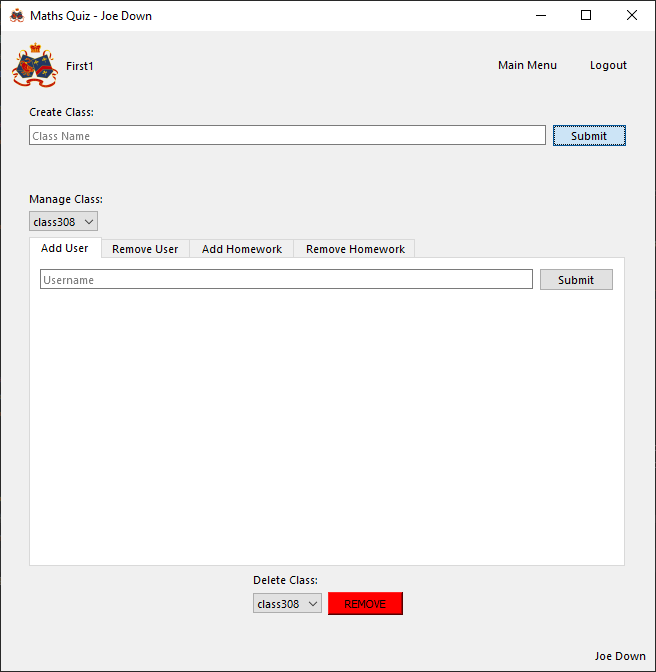 Maths Quiz - Joe Down
First1
Main Menu
Logout
Create Class:
Class Name
Submit
Manage Class:
class308
Add User
Remove User
Add Homework
Remove Homework
Username
Submit
Delete Class:
class308
REMOVE
Joe Down